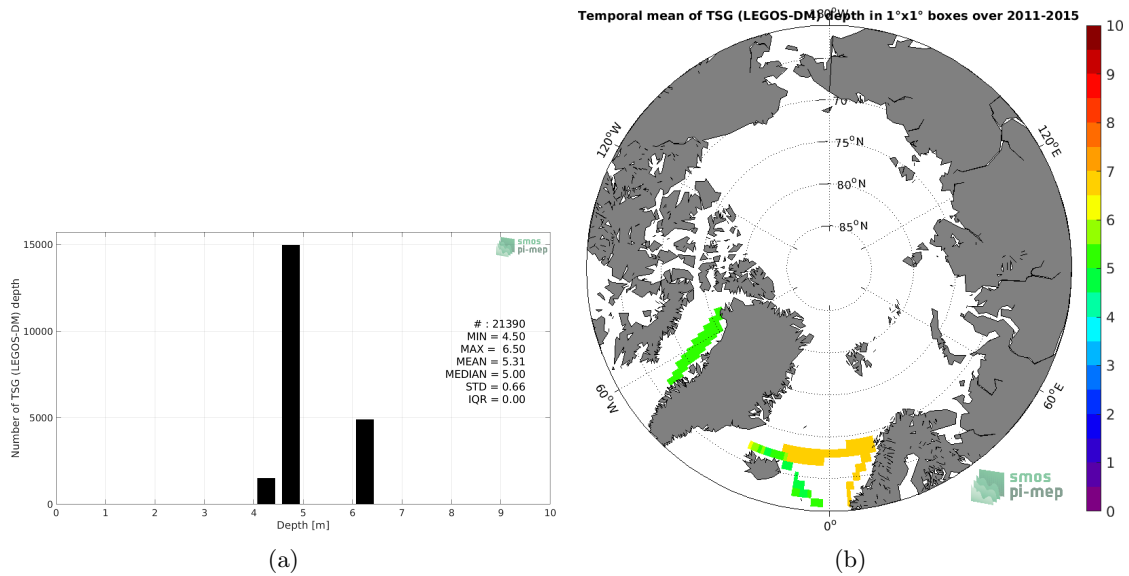 Temporal mean of TSG (LEGOS-DM) depth in 1°x1° boxes over 2011-2015
180°W
120°W
120°E
60°W
60°E
0°
70
75°N
80°N
85°N
10
9
8
7
6
5
4
3
2
1
0
smos
pi-mep
Number of TSG (LEGOS-DM) depth
15000
10000
5000
0
smos
pi-mep
# : 21390
MIN = 4.50
MAX = 6.50
MEAN = 5.31
MEDIAN = 5.00
STD = 0.66
IQR = 0.00
0 1 2 3 4 5 6 7 8 9 10
Depth [m]
(a)
(b)